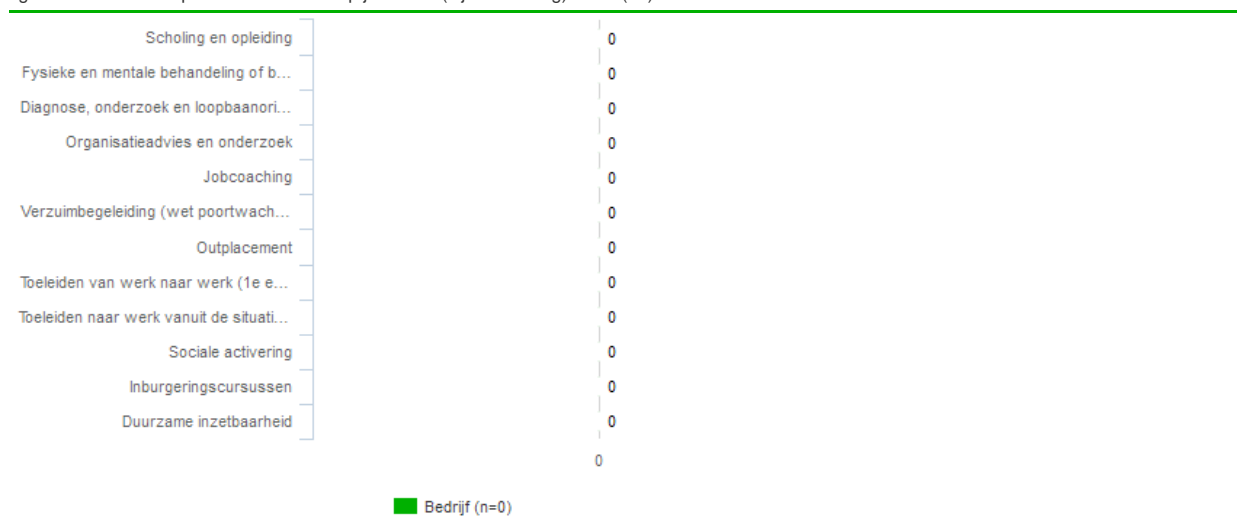 Scholing en opleiding 0
Fysieke en mentale behandeling of b... 0
Diagnose, onderzoek en loopbaanori... 0
Organisatieadvies en onderzoek 0
Jobcoaching 0
Verzuimbegeleiding (wet poortwach... 0
Outplacement 0
Toeleiden van werk naar werk (1e e... 0
Toeleiden naar werk vanuit de situati... 0
Sociale activering 0
Inburgeringscursussen 0
Duurzame inzetbaarheid 0
0
Bedrijf (n=0)